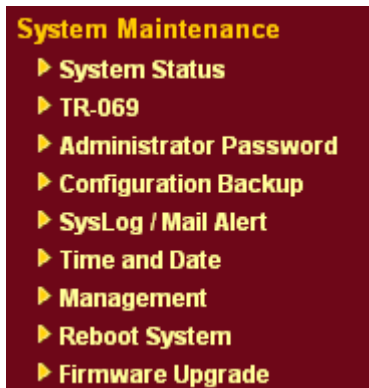 System Maintenance
System Status
TR-069
Administrator Password
Configuration Backup
SysLog / Mail Alert
Time and Date
Management
Reboot System
Firmware Upgrade